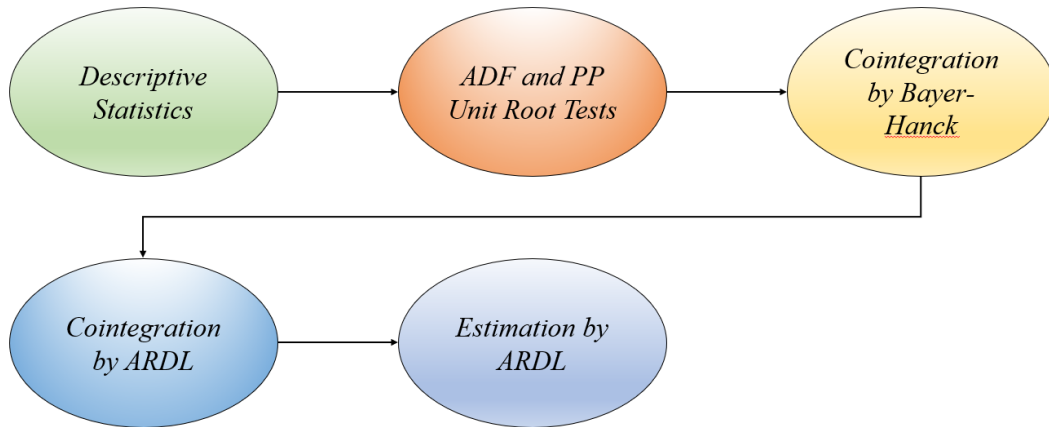 Descriptive
Statistics
ADF and PP
Unit Root Tests
Cointegration
by Bayer-
Hanck
Cointegration
by ARDL
Estimation by
ARDL